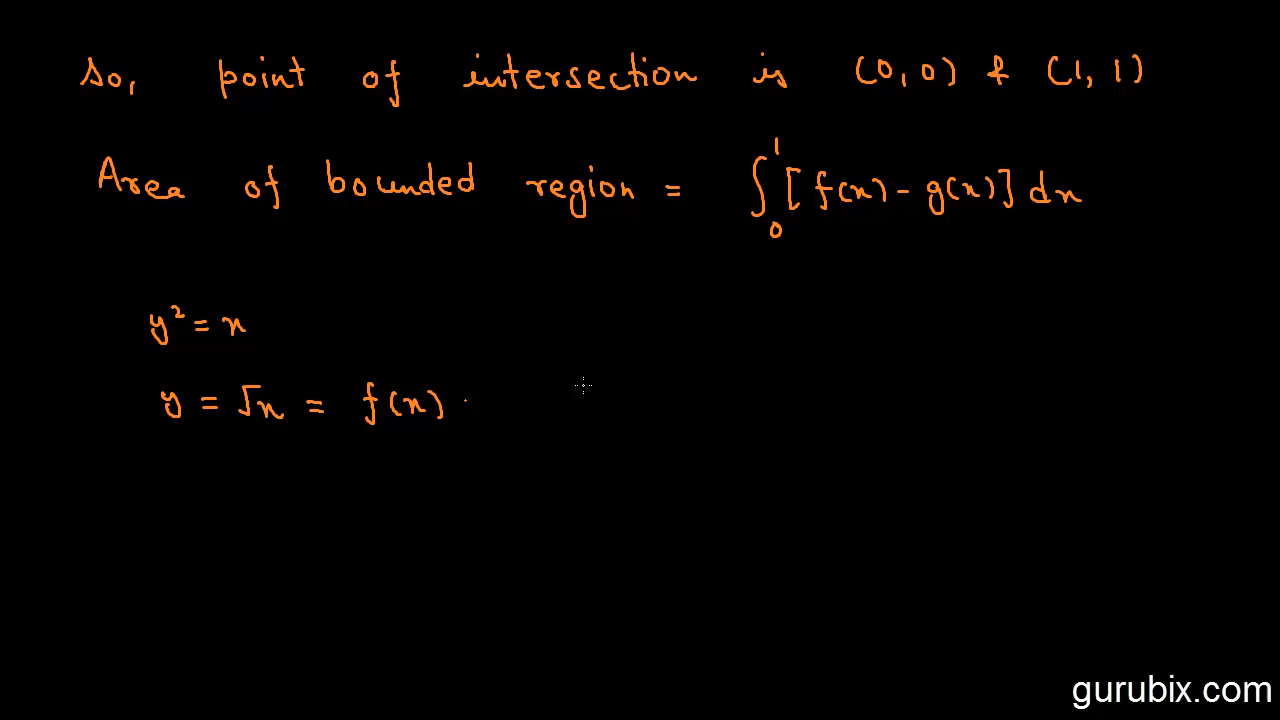 So, point of intersection is (0,0) & (1,1)
Area of bounded region = ∫₀¹ [f(x) - g(x)] dx
y² = x
y = √x = f(x)
gurubix.com